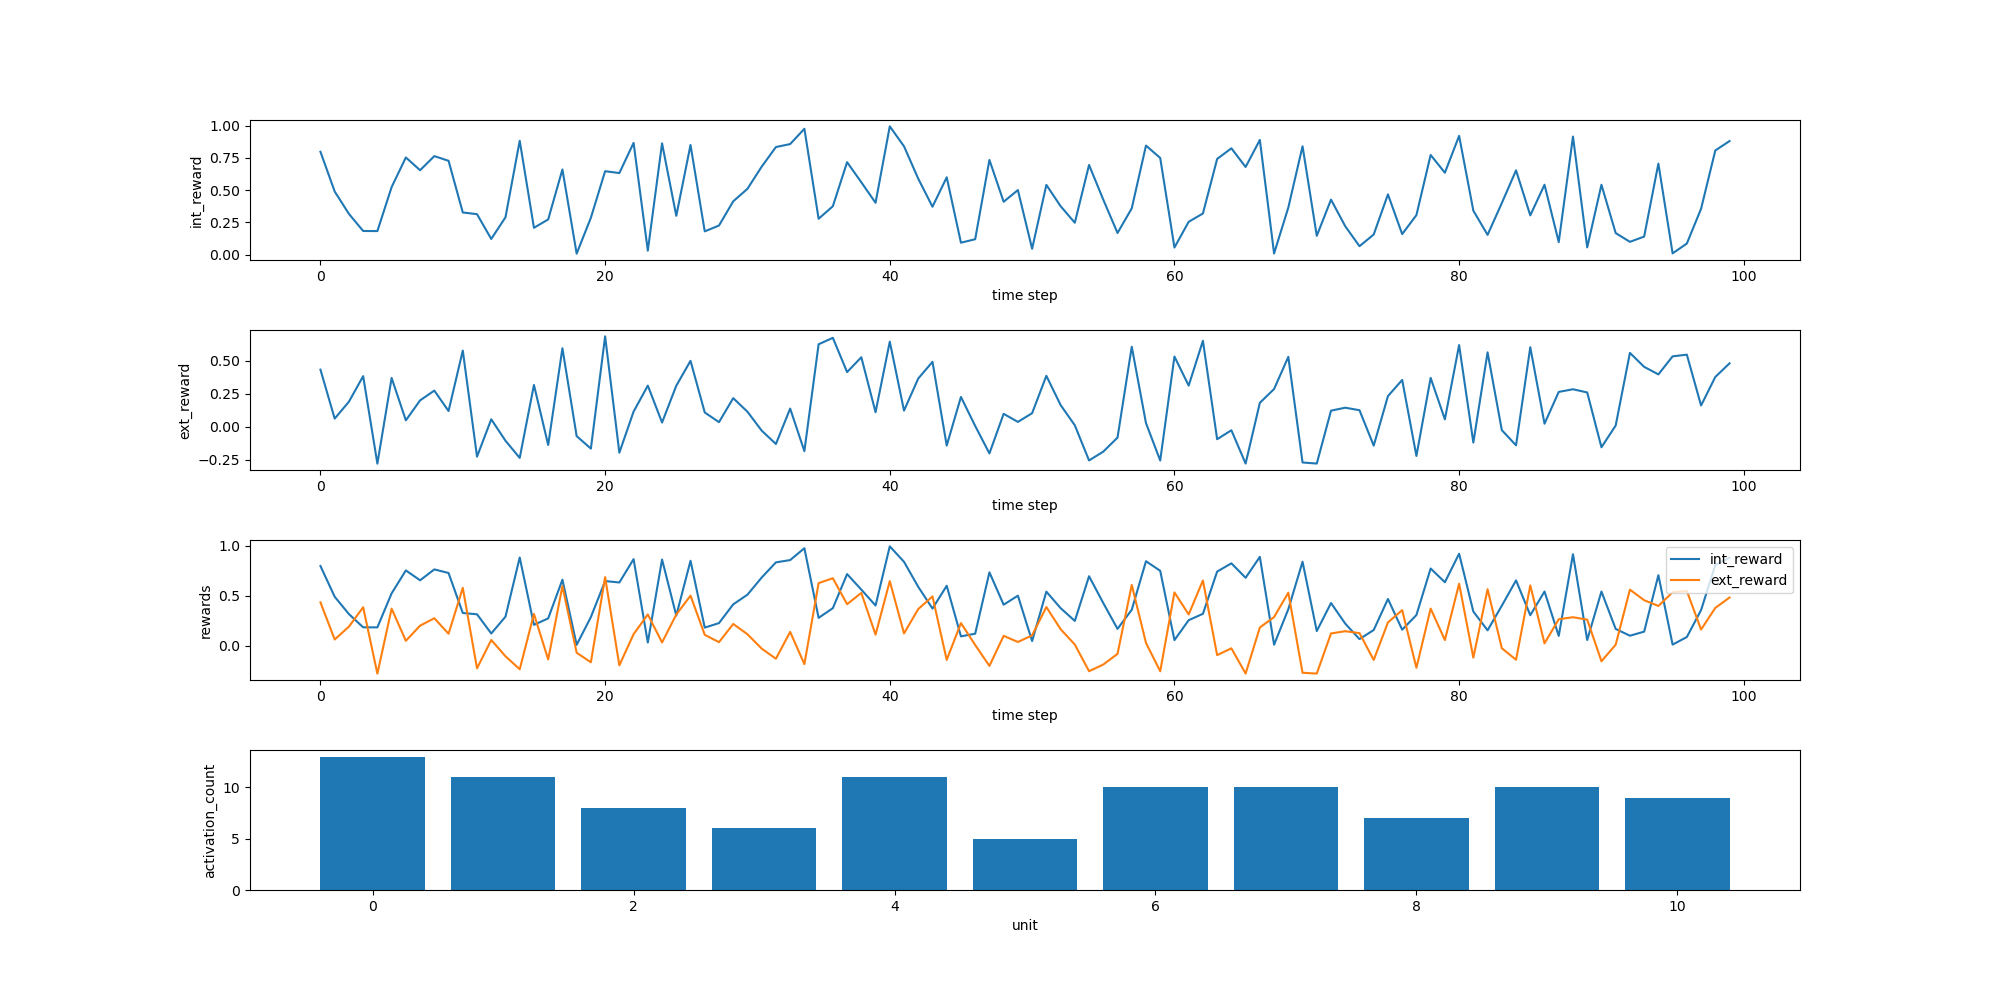 int_reward
1.00
0.75
0.50
0.25
0.00
0 20 40 60 80 100
time step
ext_reward
0.50
0.25
0.00
−0.25
0 20 40 60 80 100
time step
rewards
1.0
0.5
0.0
int_reward
ext_reward
0 20 40 60 80 100
time step
activation_count
10
5
0
0 2 4 6 8 10
unit